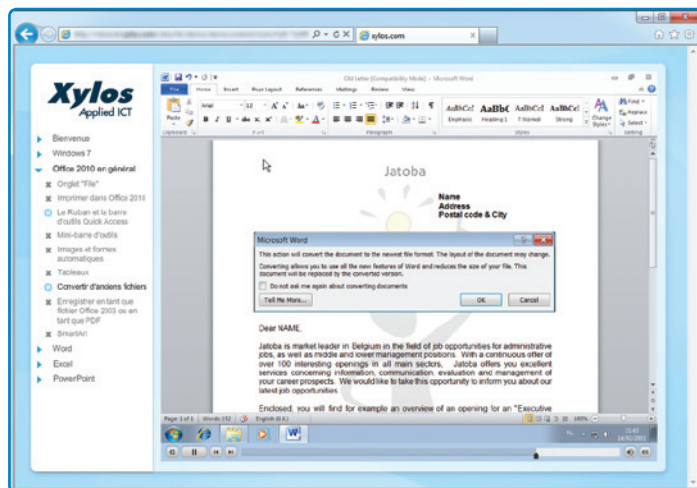 xylos.com
Xylos
Applied ICT
Bienvenue
Windows 7
Office 2010 en général
Onglet "File"
Imprimer dans Office 2010
Le Ruban et la barre
d'outils Quick Access
Mini-barre d'outils
Images et formes
automatiques
Tableaux
Convertir d'anciens fichiers
Enregistrer en tant que
fichier Office 2003 ou en
tant que PDF
SmartArt
Word
Excel
PowerPoint
Old Letter [Compatibility Mode] - Microsoft Word
File Home Insert Page Layout References Mailings Review View
Arial 12
Paste
AaBbCcI AaBbC AaBbCcI AaBbCcI
Emphasis Heading 1 ¶ Normal Strong
Change
Styles
Find
Replace
Select
Clipboard Font Paragraph Styles Editing
Jatoba
Name
Address
Postal code & City
Microsoft Word
This action will convert the document to the newest file format. The layout of the document may change.
Converting allows you to use all the new features of Word and reduces the size of your file. This
document will be replaced by the converted version.
Do not ask me again about converting documents
Tell Me More... OK Cancel
Dear NAME,
Jatoba is market leader in Belgium in the field of job opportunities for administrative
jobs, as well as middle and lower management positions. With a continuous offer of
over 100 interesting openings in all main sectors, Jatoba offers you excellent
services concerning information, communication, evaluation and management of
your career prospects. We would like to take this opportunity to inform you about our
latest job opportunities.
Enclosed, you will find for example an overview of an opening for an "Executive
Page 1 of 1 Words: 192 English (U.K.) 100%
11:43